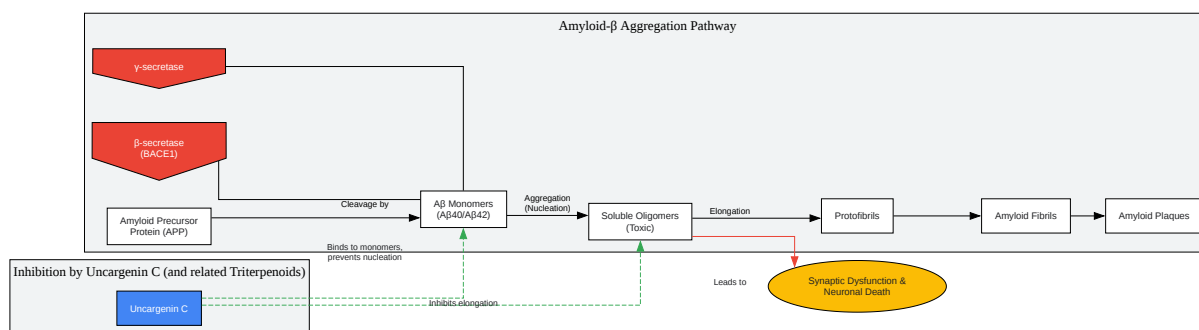 Amyloid-β Aggregation Pathway
γ-secretase
β-secretase
(BACE1)
Amyloid Precursor
Protein (APP)
Cleavage by
Aβ Monomers
(Aβ40/Aβ42)
Aggregation
(Nucleation)
Soluble Oligomers
(Toxic)
Elongation
Protofibrils
Amyloid Fibrils
Amyloid Plaques
Binds to monomers,
prevents nucleation
Inhibition by Uncargenin C (and related Triterpenoids)
Uncargenin C
Inhibits elongation
Leads to
Synaptic Dysfunction &
Neuronal Death